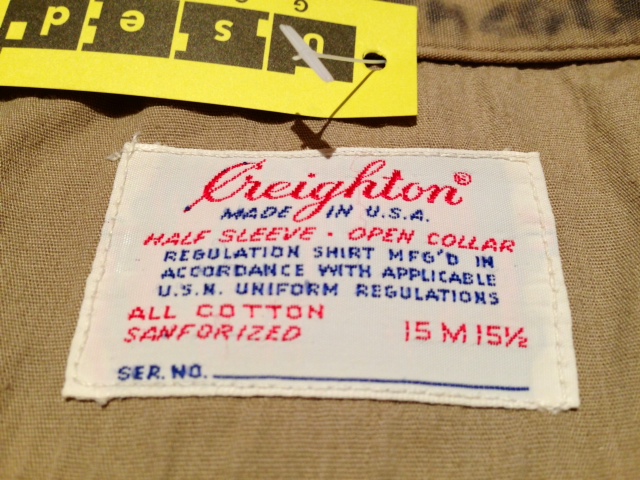 Used
Creighton®
MADE IN U.S.A.
HALF SLEEVE · OPEN COLLAR
REGULATION SHIRT MFG'D IN
ACCORDANCE WITH APPLICABLE
U.S.N. UNIFORM REGULATIONS
ALL COTTON
SANFORIZED 15 M 15½
SER. NO.